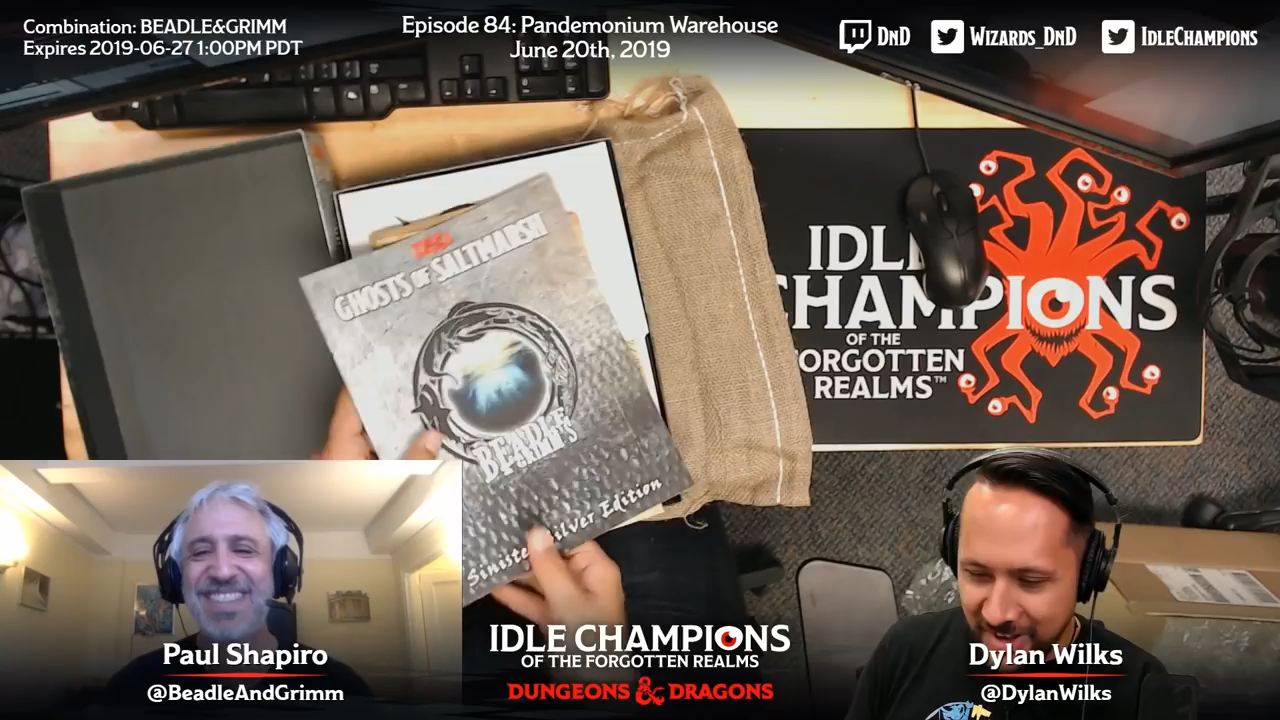 Combination: BEADLE&GRIMM
Expires 2019-06-27 1:00PM PDT
Episode 84: Pandemonium Warehouse
June 20th, 2019
DnD
Wizards_DnD
IdleChampions
GHOSTS OF SALTMARSH
BEADLE
& GRIMM'S
Sinister Silver Edition
IDLE
CHAMPIONS
OF THE
FORGOTTEN
REALMS™
Paul Shapiro
@BeadleAndGrimm
IDLE CHAMPIONS
OF THE FORGOTTEN REALMS
DUNGEONS & DRAGONS
Dylan Wilks
@DylanWilks